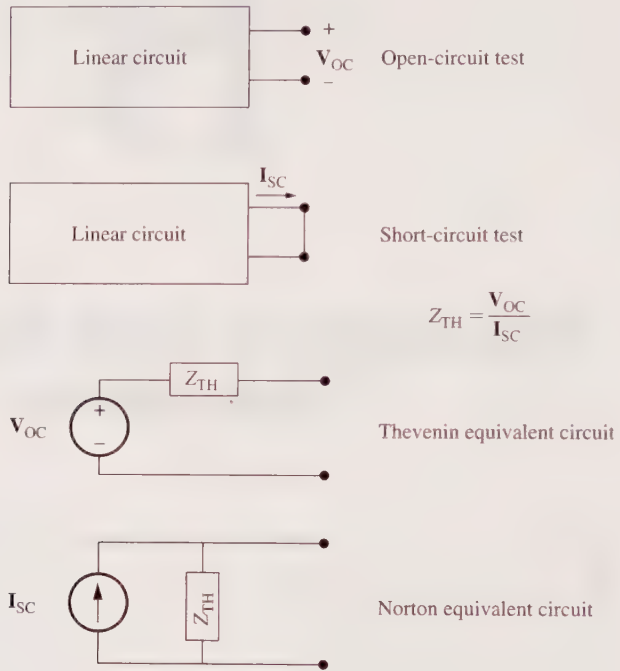 Linear circuit
+
V_OC
−
Open-circuit test
I_SC
Linear circuit
Short-circuit test
Z_TH = V_OC / I_SC
Z_TH
V_OC
+
−
Thevenin equivalent circuit
I_SC
Z_TH
Norton equivalent circuit